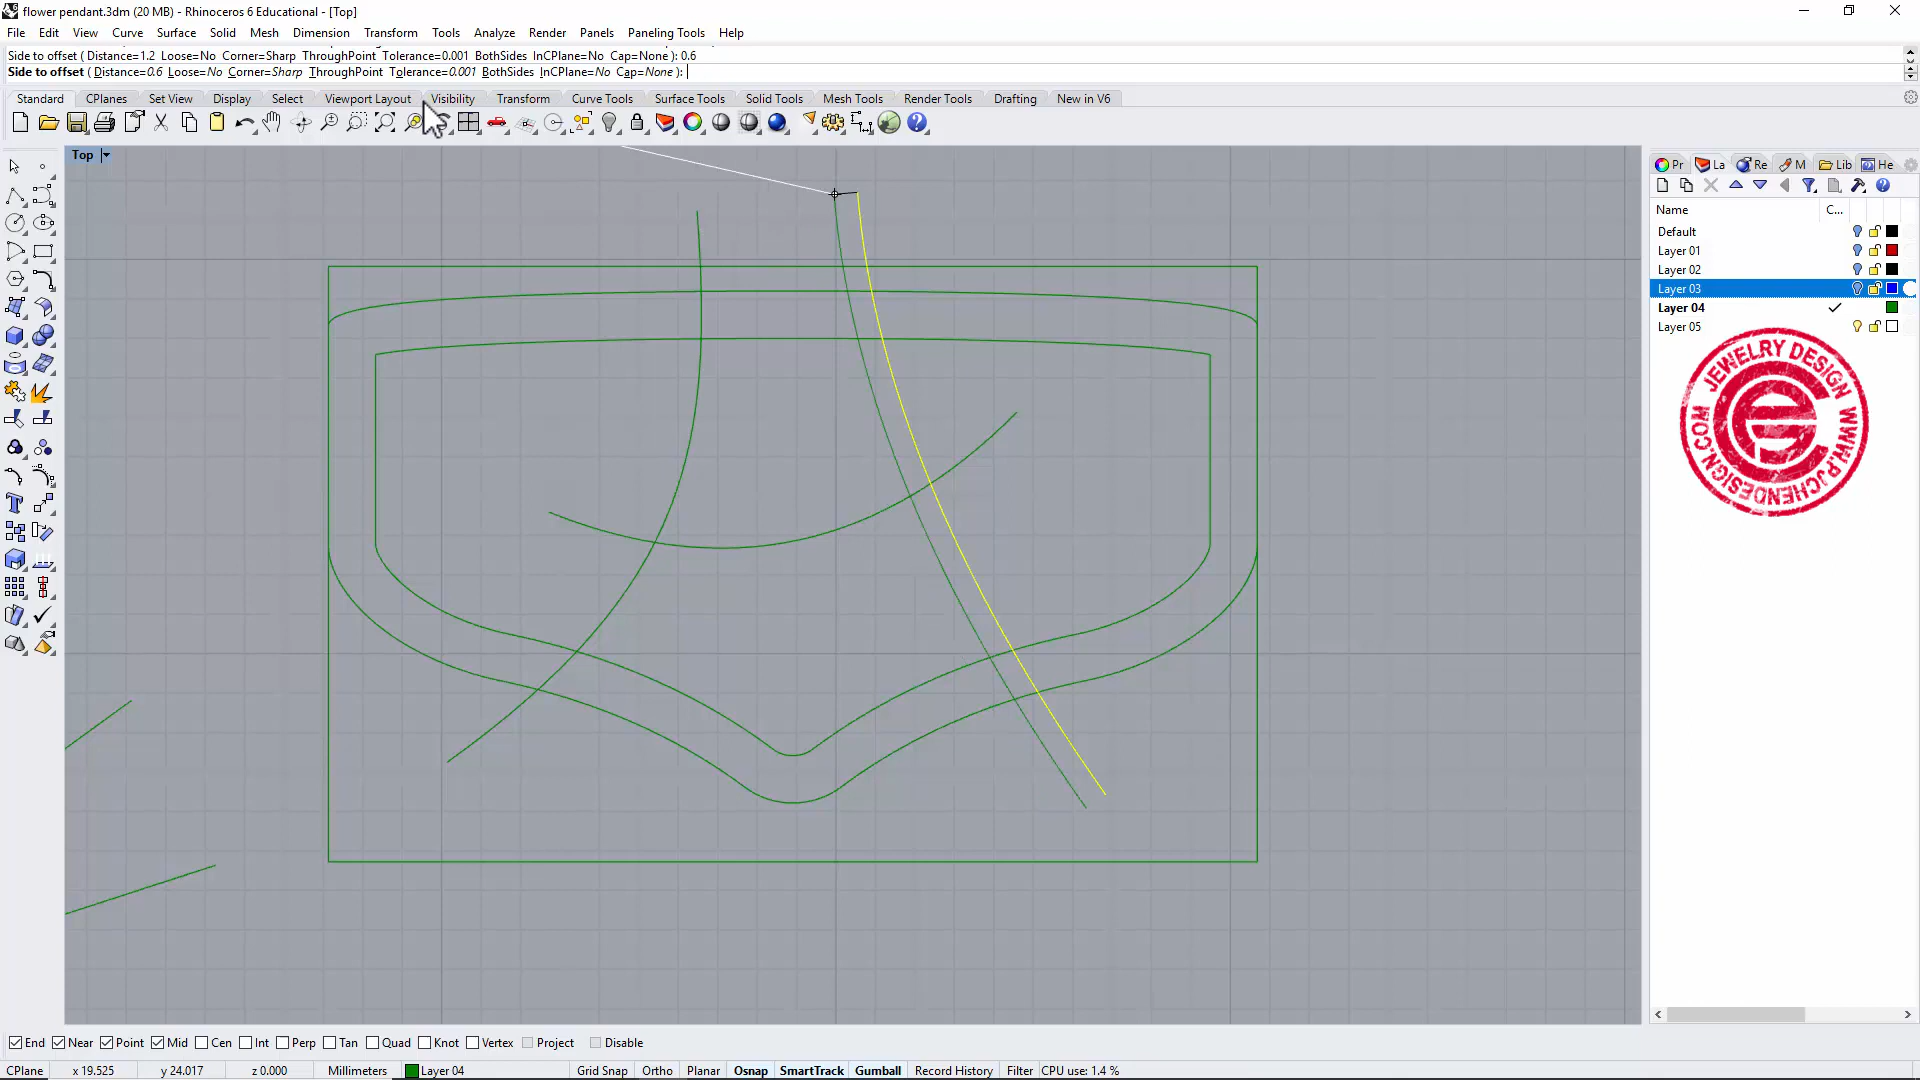 flower pendant.3dm (20 MB) - Rhinoceros 6 Educational - [Top]
File Edit View Curve Surface Solid Mesh Dimension Transform Tools Analyze Render Panels Paneling Tools Help
Side to offset ( Distance=1.2 Loose=No Corner=Sharp ThroughPoint Tolerance=0.001 BothSides InCPlane=No Cap=None ): 0.6
Side to offset ( Distance=0.6 Loose=No Corner=Sharp ThroughPoint Tolerance=0.001 BothSides InCPlane=No Cap=None ):
Standard CPlanes Set View Display Select Viewport Layout Visibility Transform Curve Tools Surface Tools Solid Tools Mesh Tools Render Tools Drafting New in V6
Top
Pr La Re M Lib He
Name C...
Default
Layer 01
Layer 02
Layer 03
Layer 04
Layer 05
JEWELRY DESIGN WWW.PJCHENDESIGN.COM
End Near Point Mid Cen Int Perp Tan Quad Knot Vertex Project Disable
CPlane x 19.525 y 24.017 z 0.000 Millimeters Layer 04 Grid Snap Ortho Planar Osnap SmartTrack Gumball Record History Filter CPU use: 1.4 %